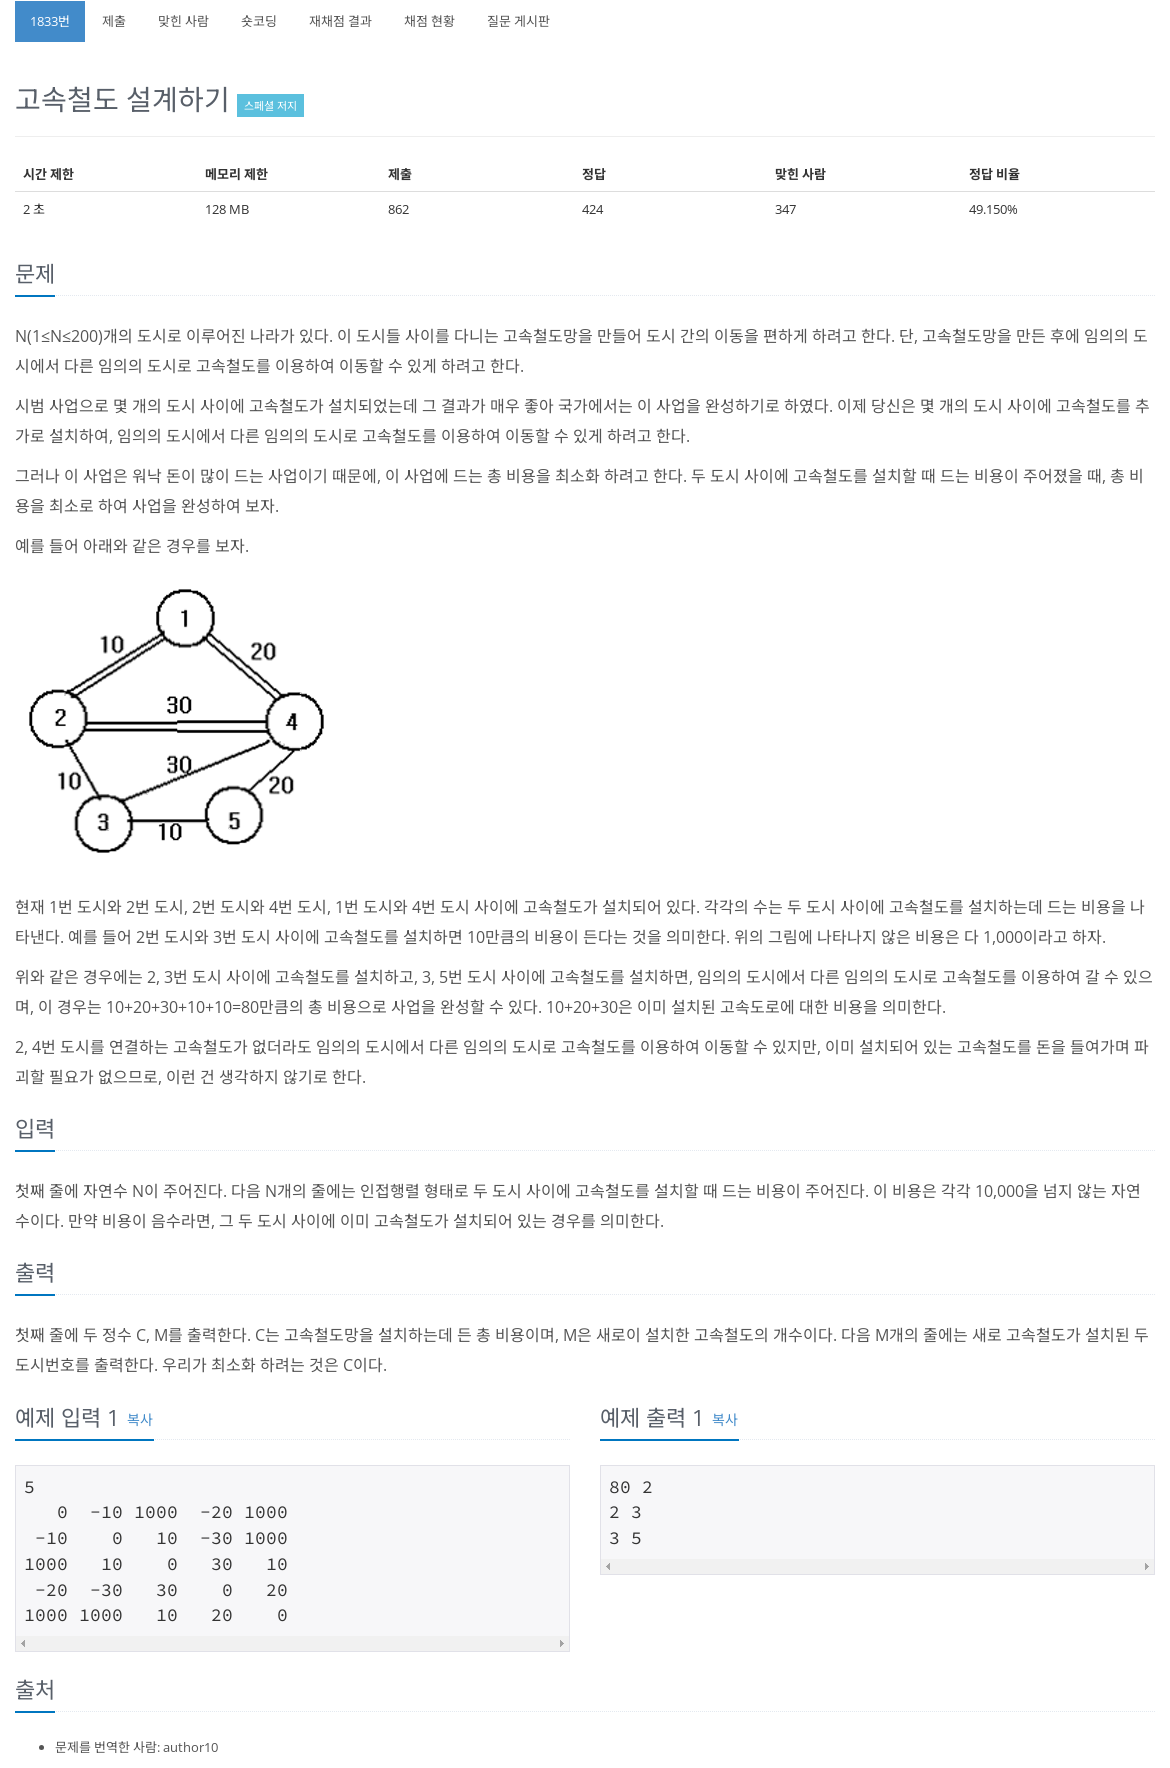 1833번 제출 맞힌 사람 숏코딩 재채점 결과 채점 현황 질문 게시판
고속철도 설계하기 스페셜 저지
시간 제한 메모리 제한 제출 정답 맞힌 사람 정답 비율
2 초 128 MB 862 424 347 49.150%
문제
N(1≤N≤200)개의 도시로 이루어진 나라가 있다. 이 도시들 사이를 다니는 고속철도망을 만들어 도시 간의 이동을 편하게 하려고 한다. 단, 고속철도망을 만든 후에 임의의 도
시에서 다른 임의의 도시로 고속철도를 이용하여 이동할 수 있게 하려고 한다.
시범 사업으로 몇 개의 도시 사이에 고속철도가 설치되었는데 그 결과가 매우 좋아 국가에서는 이 사업을 완성하기로 하였다. 이제 당신은 몇 개의 도시 사이에 고속철도를 추
가로 설치하여, 임의의 도시에서 다른 임의의 도시로 고속철도를 이용하여 이동할 수 있게 하려고 한다.
그러나 이 사업은 워낙 돈이 많이 드는 사업이기 때문에, 이 사업에 드는 총 비용을 최소화 하려고 한다. 두 도시 사이에 고속철도를 설치할 때 드는 비용이 주어졌을 때, 총 비
용을 최소로 하여 사업을 완성하여 보자.
예를 들어 아래와 같은 경우를 보자.
1
10 20
30
2 4
30
10 20
3 5
10
현재 1번 도시와 2번 도시, 2번 도시와 4번 도시, 1번 도시와 4번 도시 사이에 고속철도가 설치되어 있다. 각각의 수는 두 도시 사이에 고속철도를 설치하는데 드는 비용을 나
타낸다. 예를 들어 2번 도시와 3번 도시 사이에 고속철도를 설치하면 10만큼의 비용이 든다는 것을 의미한다. 위의 그림에 나타나지 않은 비용은 다 1,000이라고 하자.
위와 같은 경우에는 2, 3번 도시 사이에 고속철도를 설치하고, 3, 5번 도시 사이에 고속철도를 설치하면, 임의의 도시에서 다른 임의의 도시로 고속철도를 이용하여 갈 수 있으
며, 이 경우는 10+20+30+10+10=80만큼의 총 비용으로 사업을 완성할 수 있다. 10+20+30은 이미 설치된 고속도로에 대한 비용을 의미한다.
2, 4번 도시를 연결하는 고속철도가 없더라도 임의의 도시에서 다른 임의의 도시로 고속철도를 이용하여 이동할 수 있지만, 이미 설치되어 있는 고속철도를 돈을 들여가며 파
괴할 필요가 없으므로, 이런 건 생각하지 않기로 한다.
입력
첫째 줄에 자연수 N이 주어진다. 다음 N개의 줄에는 인접행렬 형태로 두 도시 사이에 고속철도를 설치할 때 드는 비용이 주어진다. 이 비용은 각각 10,000을 넘지 않는 자연
수이다. 만약 비용이 음수라면, 그 두 도시 사이에 이미 고속철도가 설치되어 있는 경우를 의미한다.
출력
첫째 줄에 두 정수 C, M를 출력한다. C는 고속철도망을 설치하는데 든 총 비용이며, M은 새로이 설치한 고속철도의 개수이다. 다음 M개의 줄에는 새로 고속철도가 설치된 두
도시번호를 출력한다. 우리가 최소화 하려는 것은 C이다.
예제 입력 1 복사
5
0 -10 1000 -20 1000
-10 0 10 -30 1000
1000 10 0 30 10
-20 -30 30 0 20
1000 1000 10 20 0
예제 출력 1 복사
80 2
2 3
3 5
출처
문제를 번역한 사람: author10